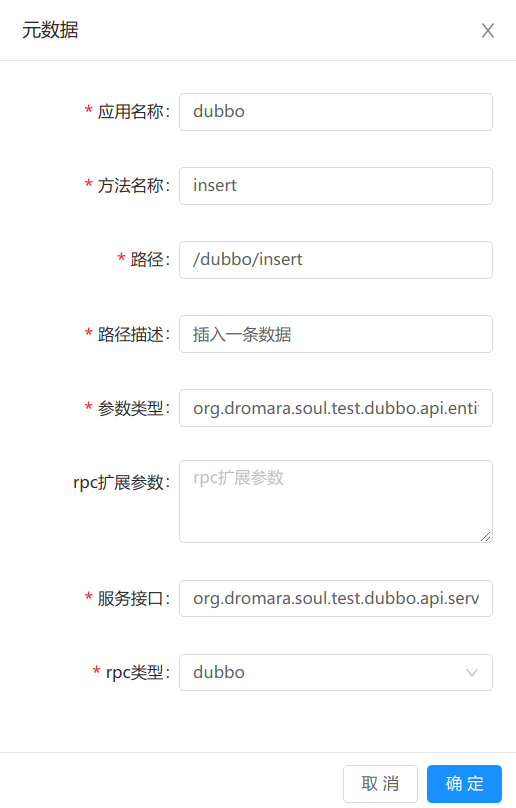 元数据
* 应用名称: dubbo
* 方法名称: insert
* 路径: /dubbo/insert
* 路径描述: 插入一条数据
* 参数类型: org.dromara.soul.test.dubbo.api.enti
rpc扩展参数: rpc扩展参数
* 服务接口: org.dromara.soul.test.dubbo.api.serv
* rpc类型: dubbo
取 消 确 定